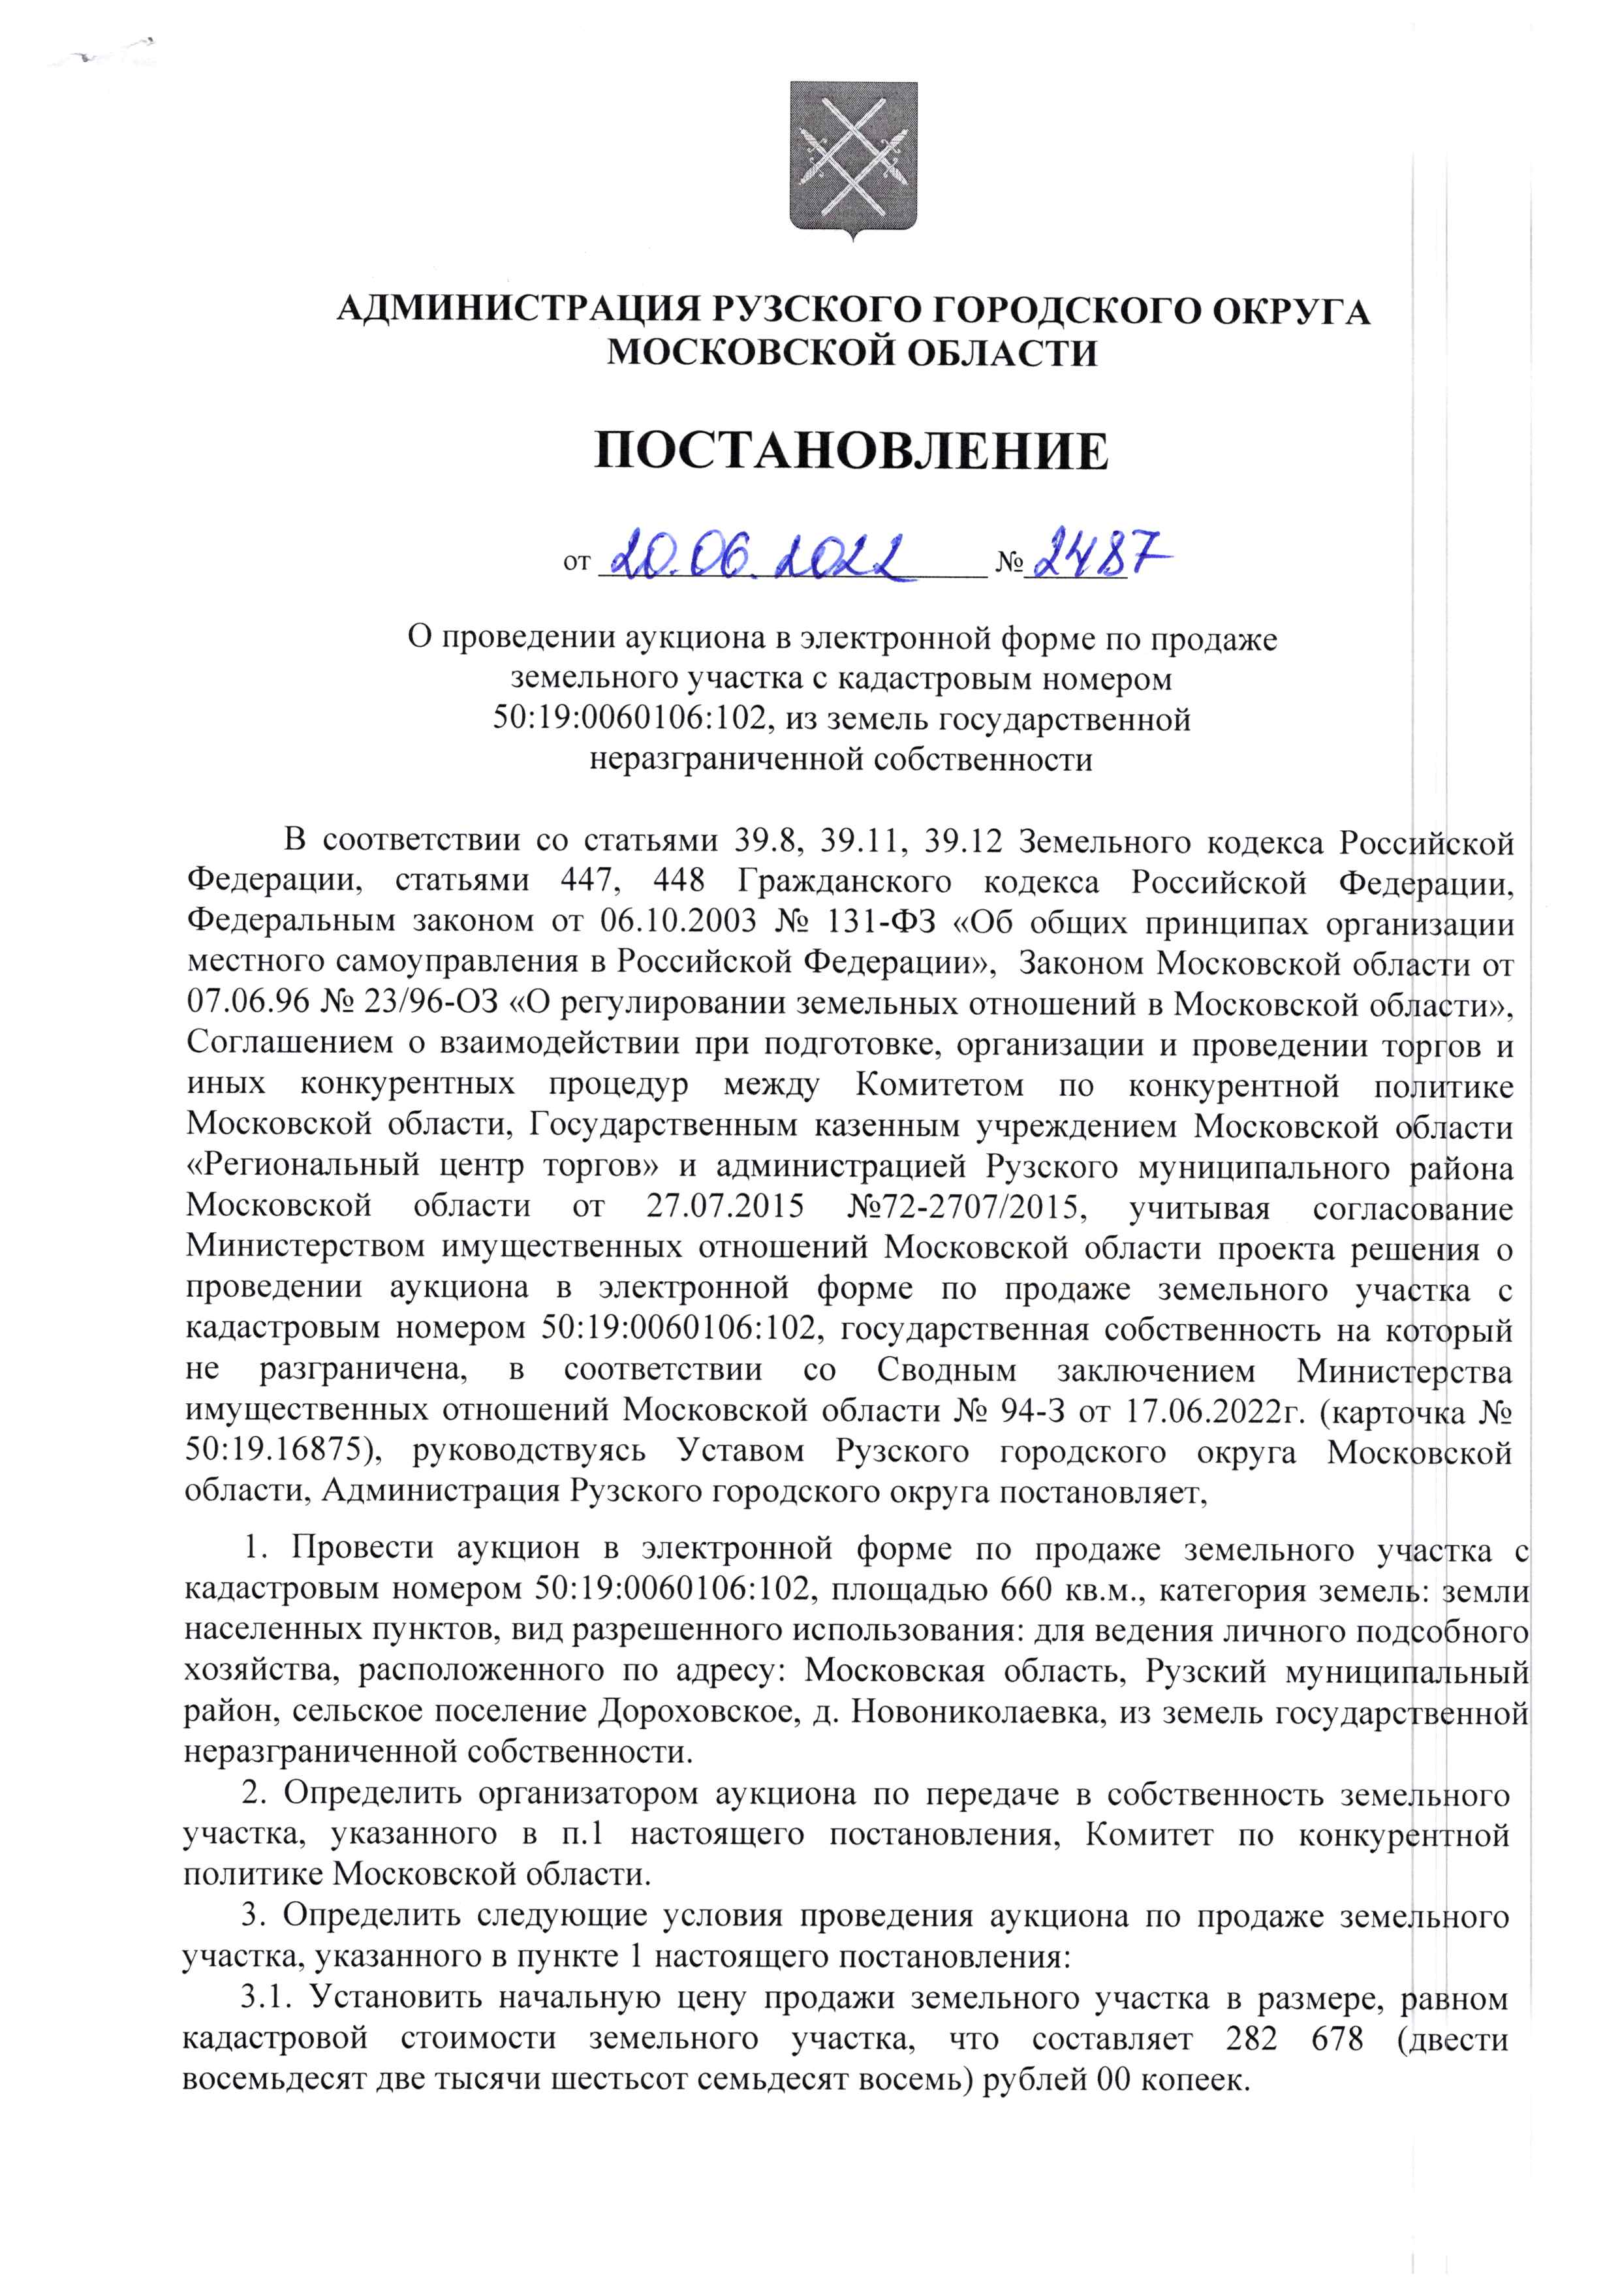 АДМИНИСТРАЦИЯ РУЗСКОГО ГОРОДСКОГО ОКРУГА
МОСКОВСКОЙ ОБЛАСТИ
ПОСТАНОВЛЕНИЕ
от 20.06.2022 № 2487
О проведении аукциона в электронной форме по продаже
земельного участка с кадастровым номером
50:19:0060106:102, из земель государственной
неразграниченной собственности
В соответствии со статьями 39.8, 39.11, 39.12 Земельного кодекса Российской
Федерации, статьями 447, 448 Гражданского кодекса Российской Федерации,
Федеральным законом от 06.10.2003 № 131-ФЗ «Об общих принципах организации
местного самоуправления в Российской Федерации», Законом Московской области от
07.06.96 № 23/96-ОЗ «О регулировании земельных отношений в Московской области»,
Соглашением о взаимодействии при подготовке, организации и проведении торгов и
иных конкурентных процедур между Комитетом по конкурентной политике
Московской области, Государственным казенным учреждением Московской области
«Региональный центр торгов» и администрацией Рузского муниципального района
Московской области от 27.07.2015 №72-2707/2015, учитывая согласование
Министерством имущественных отношений Московской области проекта решения о
проведении аукциона в электронной форме по продаже земельного участка с
кадастровым номером 50:19:0060106:102, государственная собственность на который
не разграничена, в соответствии со Сводным заключением Министерства
имущественных отношений Московской области № 94-З от 17.06.2022г. (карточка №
50:19.16875), руководствуясь Уставом Рузского городского округа Московской
области, Администрация Рузского городского округа постановляет,
1. Провести аукцион в электронной форме по продаже земельного участка с
кадастровым номером 50:19:0060106:102, площадью 660 кв.м., категория земель: земли
населенных пунктов, вид разрешенного использования: для ведения личного подсобного
хозяйства, расположенного по адресу: Московская область, Рузский муниципальный
район, сельское поселение Дороховское, д. Новониколаевка, из земель государственной
неразграниченной собственности.
2. Определить организатором аукциона по передаче в собственность земельного
участка, указанного в п.1 настоящего постановления, Комитет по конкурентной
политике Московской области.
3. Определить следующие условия проведения аукциона по продаже земельного
участка, указанного в пункте 1 настоящего постановления:
3.1. Установить начальную цену продажи земельного участка в размере, равном
кадастровой стоимости земельного участка, что составляет 282 678 (двести
восемьдесят две тысячи шестьсот семьдесят восемь) рублей 00 копеек.